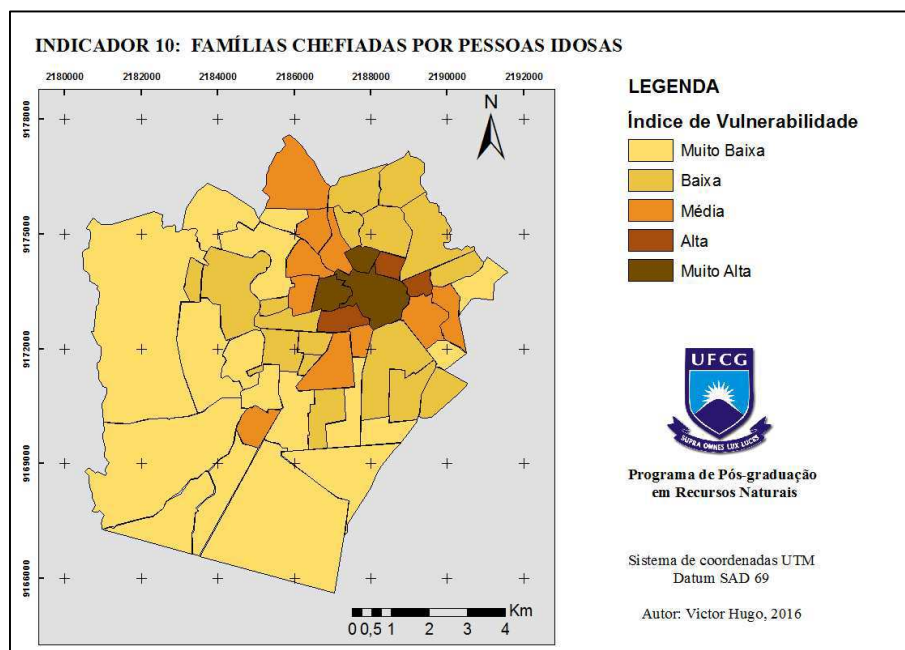 INDICADOR 10: FAMÍLIAS CHEFIADAS POR PESSOAS IDOSAS
2180000 2182000 2184000 2186000 2188000 2190000 2192000
9178000
9175000
9172000
9169000
9166000
N
Km
0 0,5 1 2 3 4
LEGENDA
Índice de Vulnerabilidade
Muito Baixa
Baixa
Média
Alta
Muito Alta
UFCG
SUPRA OMNES LUX LUCES
Programa de Pós-graduação
em Recursos Naturais
Sistema de coordenadas UTM
Datum SAD 69
Autor: Victor Hugo, 2016